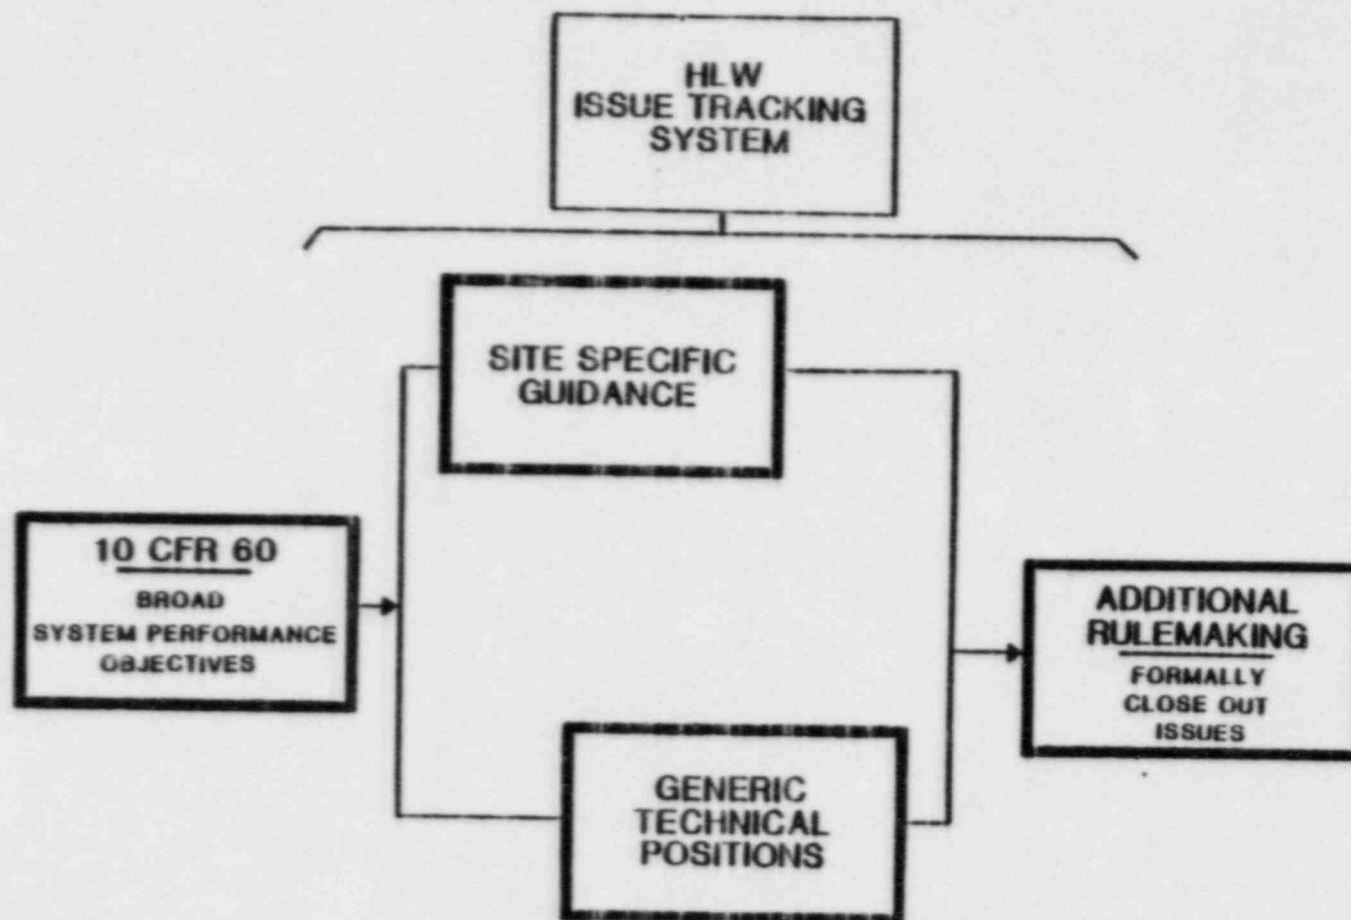 HLW
ISSUE TRACKING
SYSTEM
SITE SPECIFIC
GUIDANCE
10 CFR 60
BROAD
SYSTEM PERFORMANCE
OBJECTIVES
ADDITIONAL
RULEMAKING
FORMALLY
CLOSE OUT
ISSUES
GENERIC
TECHNICAL
POSITIONS